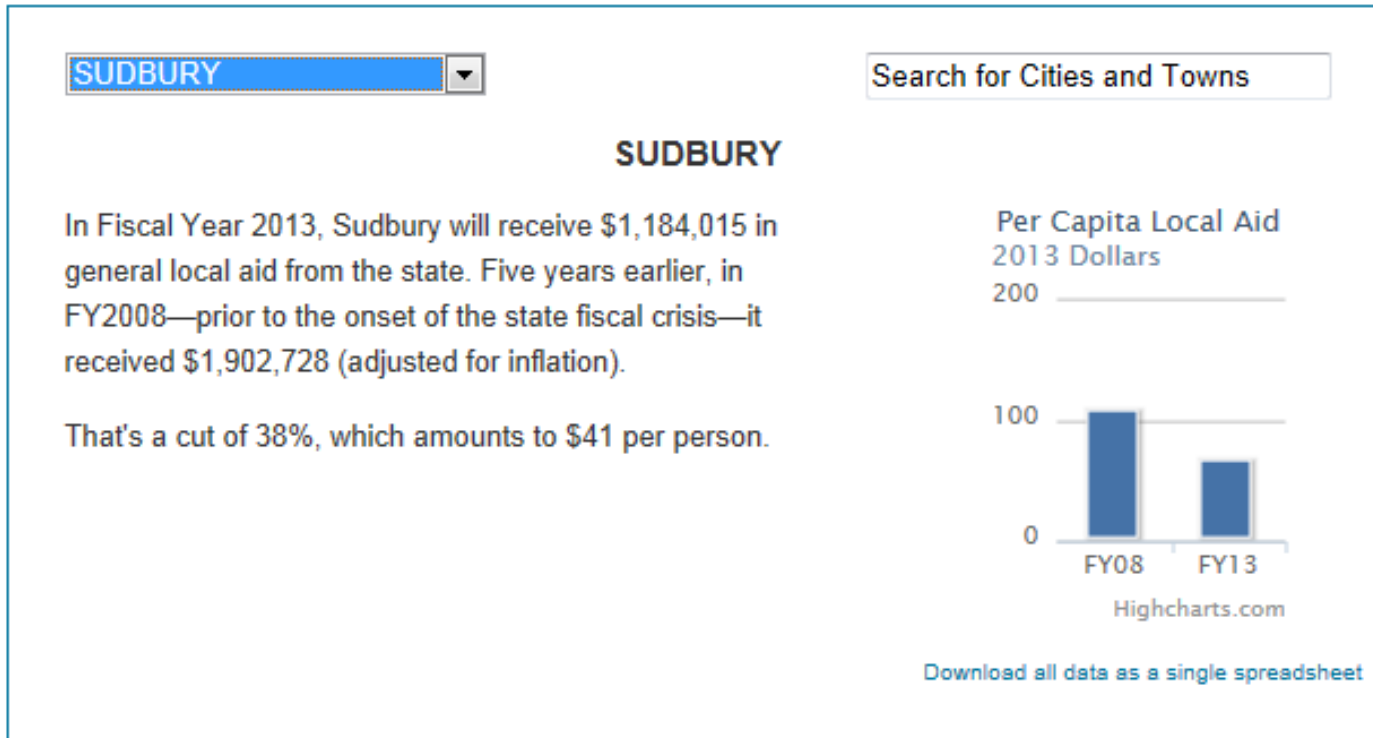 SUDBURY
Search for Cities and Towns
SUDBURY
In Fiscal Year 2013, Sudbury will receive $1,184,015 in
general local aid from the state. Five years earlier, in
FY2008—prior to the onset of the state fiscal crisis—it
received $1,902,728 (adjusted for inflation).
That's a cut of 38%, which amounts to $41 per person.
Per Capita Local Aid
2013 Dollars
200
100
0
FY08 FY13
Highcharts.com
Download all data as a single spreadsheet